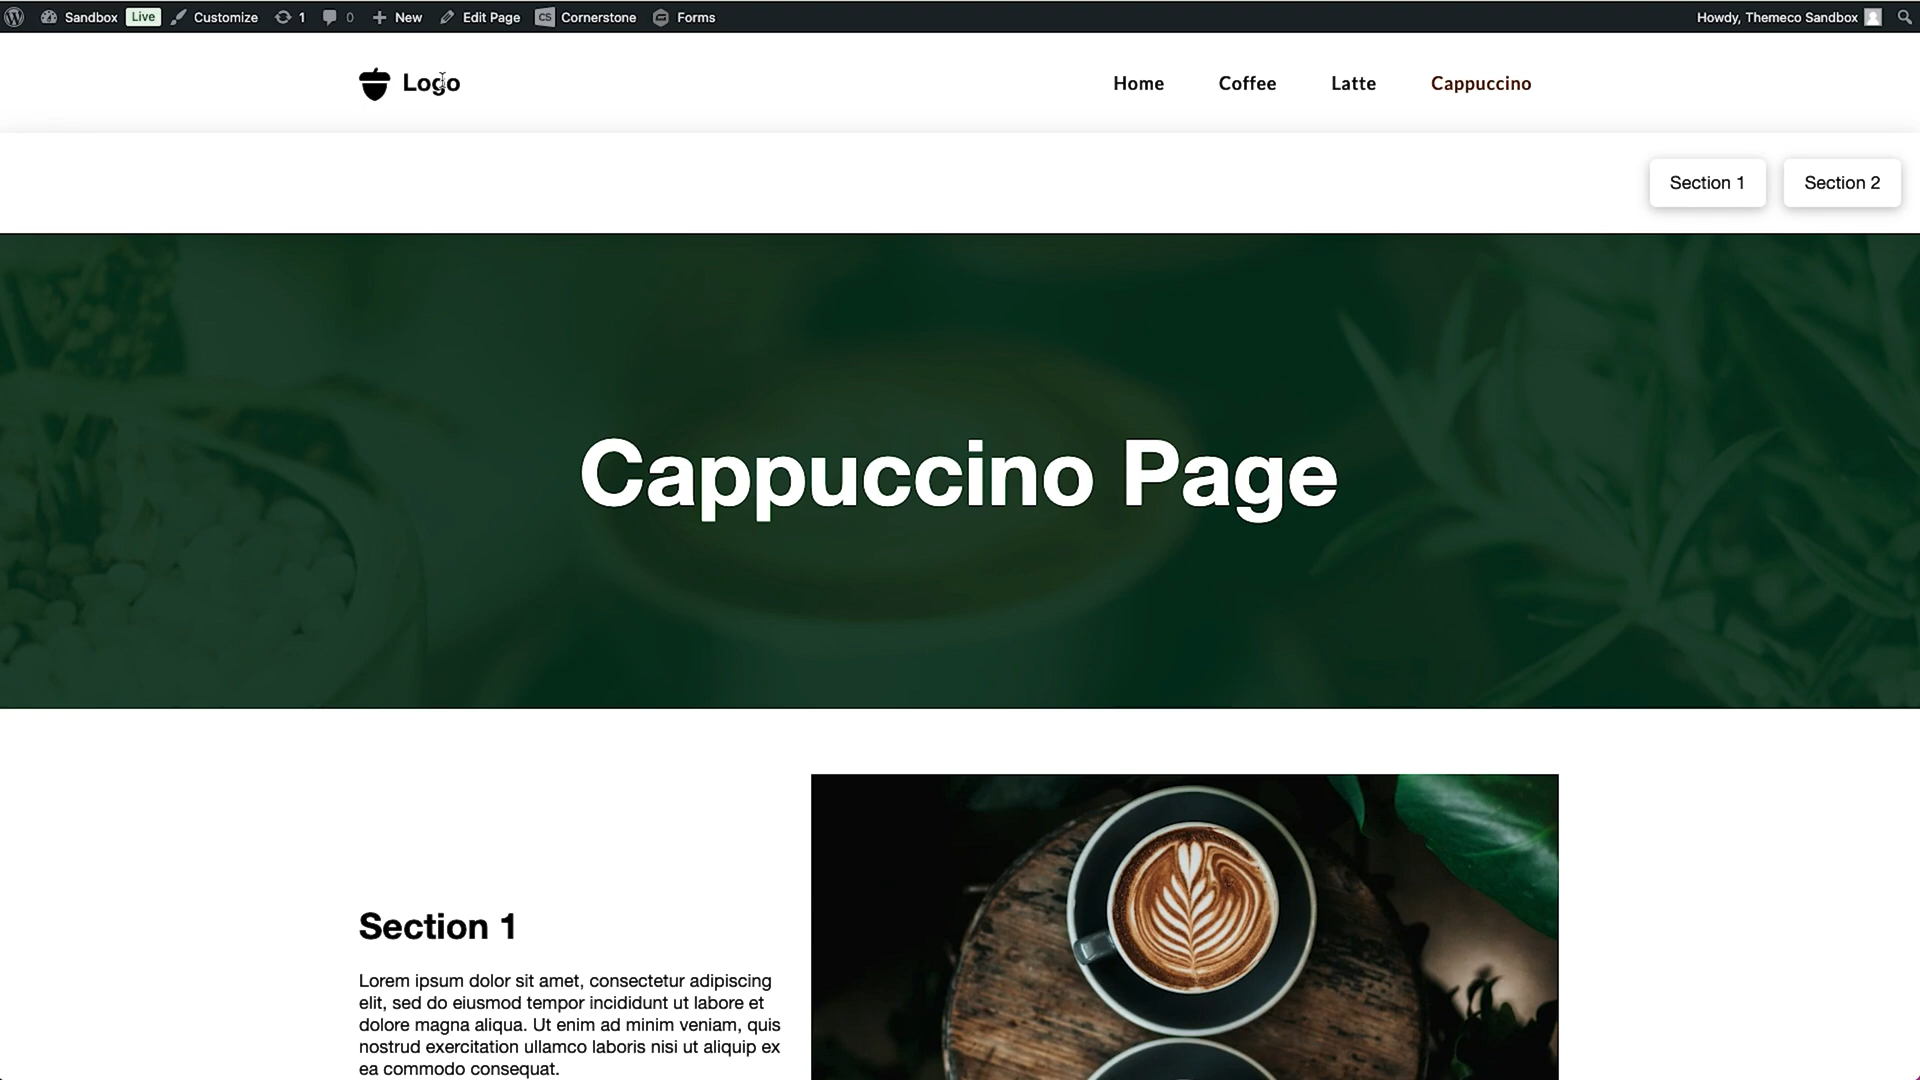 Sandbox Live Customize 1 0 New Edit Page CS Cornerstone Forms Howdy, Themeco Sandbox
Logo Home Coffee Latte Cappuccino
Section 1 Section 2
Cappuccino Page
Section 1
Lorem ipsum dolor sit amet, consectetur adipiscing
elit, sed do eiusmod tempor incididunt ut labore et
dolore magna aliqua. Ut enim ad minim veniam, quis
nostrud exercitation ullamco laboris nisi ut aliquip ex
ea commodo consequat.